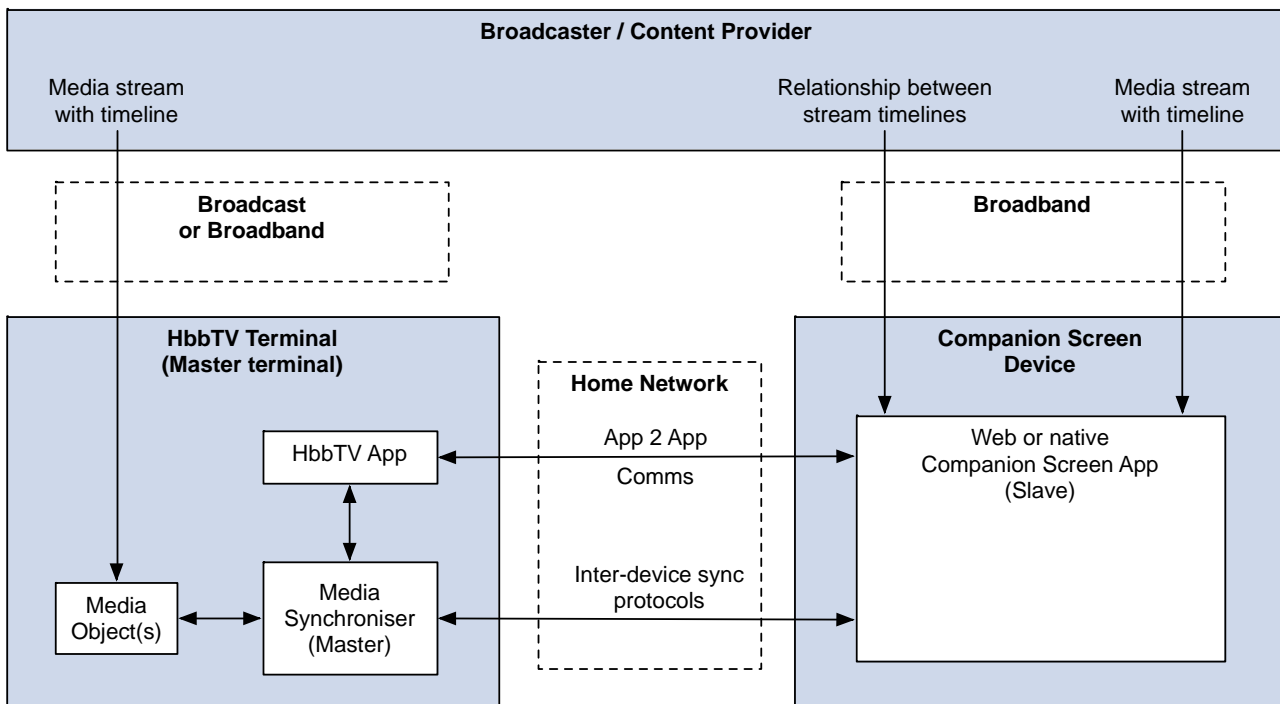 Broadcaster / Content Provider
Media stream
with timeline
Relationship between
stream timelines
Media stream
with timeline
Broadcast
or Broadband
Broadband
HbbTV Terminal
(Master terminal)
Companion Screen
Device
Home Network
HbbTV App
App 2 App
Comms
Web or native
Companion Screen App
(Slave)
Media
Object(s)
Media
Synchroniser
(Master)
Inter-device sync
protocols